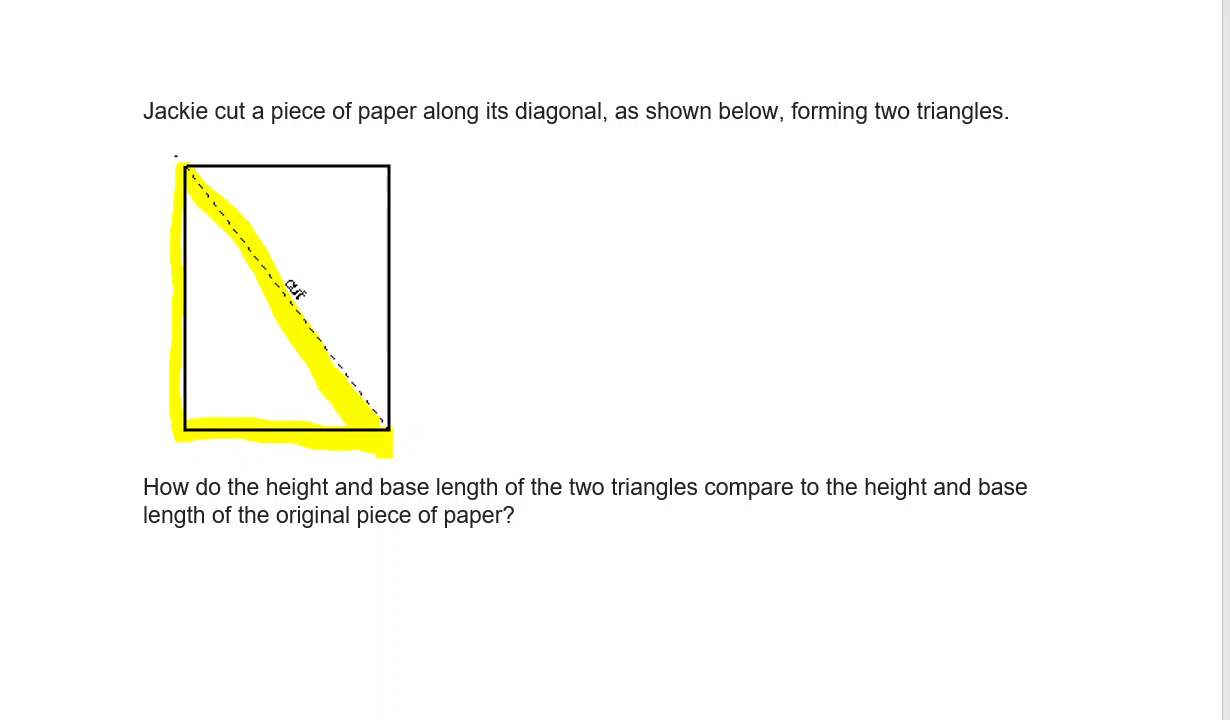 Jackie cut a piece of paper along its diagonal, as shown below, forming two triangles.
cut
How do the height and base length of the two triangles compare to the height and base
length of the original piece of paper?